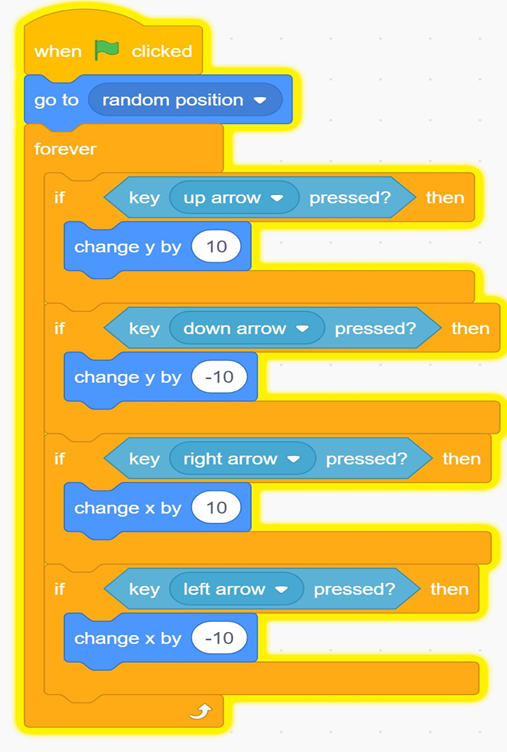 when clicked
go to random position
forever
if key up arrow pressed? then
change y by 10
if key down arrow pressed? then
change y by -10
if key right arrow pressed? then
change x by 10
if key left arrow pressed? then
change x by -10